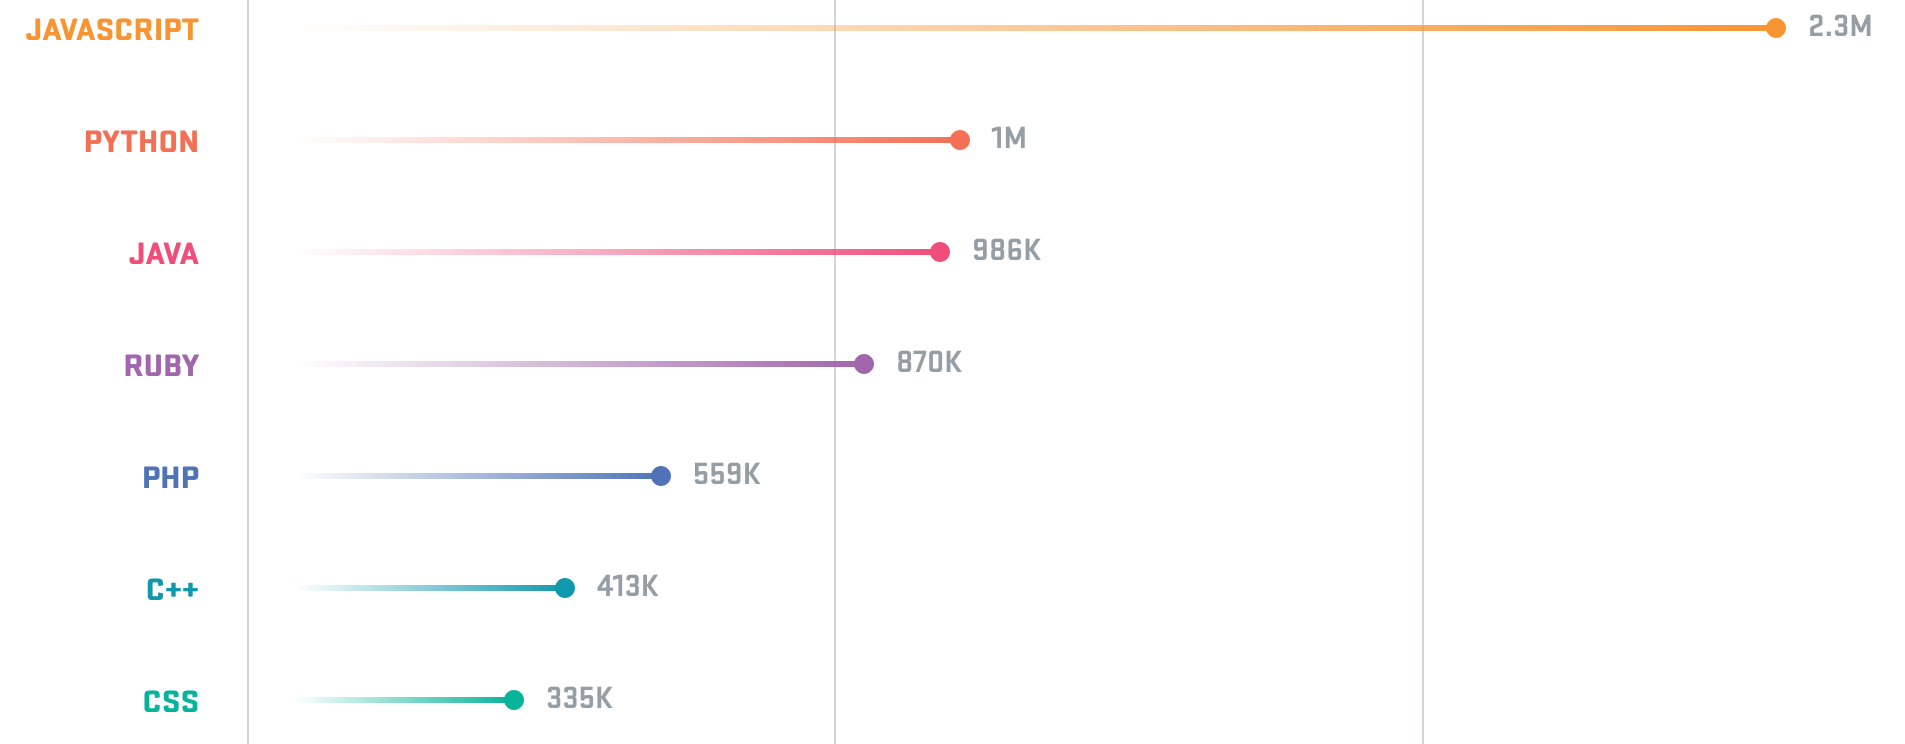 JAVASCRIPT 2.3M
PYTHON 1M
JAVA 986K
RUBY 870K
PHP 559K
C++ 413K
CSS 335K